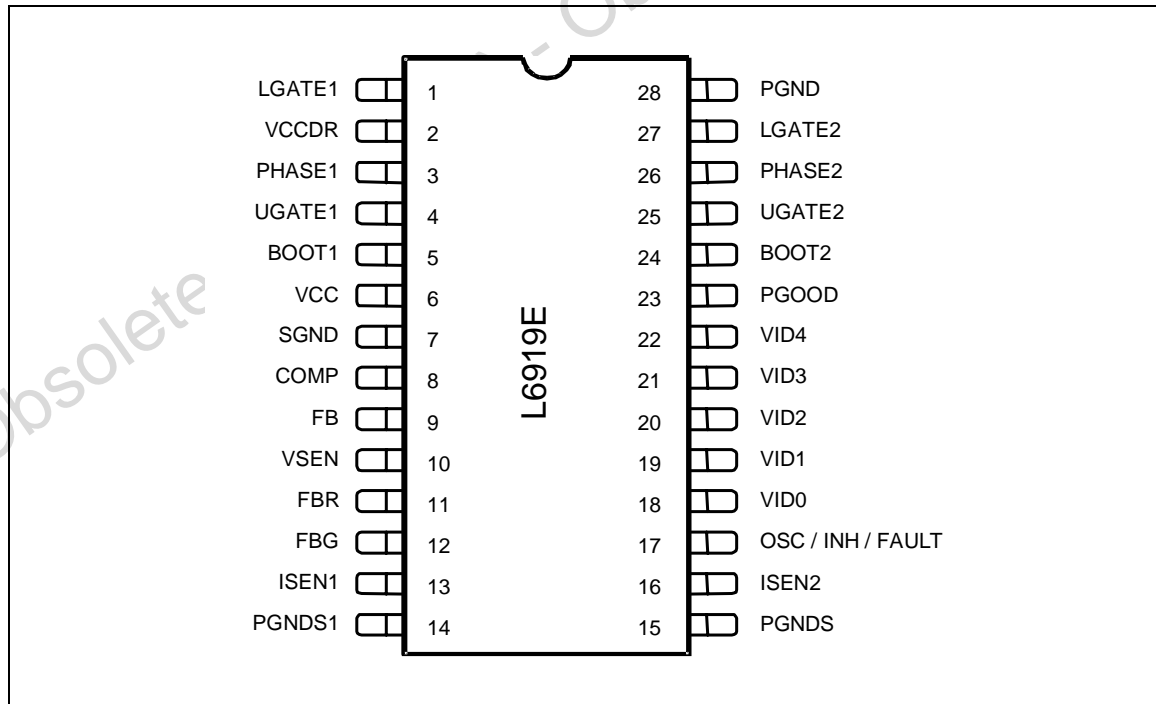 LGATE1 1 28 PGND
VCCDR 2 27 LGATE2
PHASE1 3 26 PHASE2
UGATE1 4 25 UGATE2
BOOT1 5 24 BOOT2
VCC 6 23 PGOOD
SGND 7 22 VID4
COMP 8 21 VID3
FB 9 20 VID2
VSEN 10 19 VID1
FBR 11 18 VID0
FBG 12 17 OSC / INH / FAULT
ISEN1 13 16 ISEN2
PGNDS1 14 15 PGNDS
L6919E
Obsolete